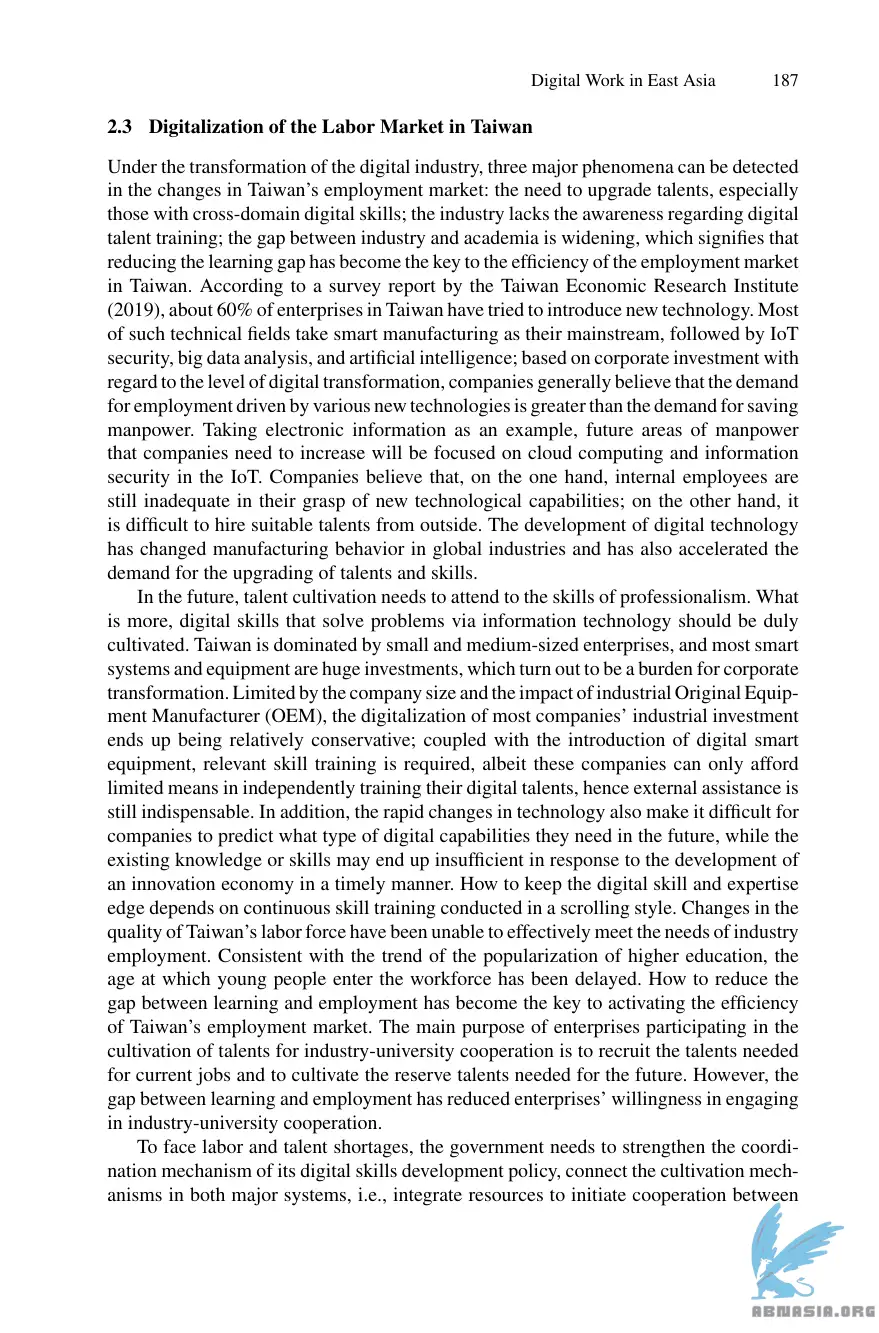 Digital Work in East Asia 187
2.3 Digitalization of the Labor Market in Taiwan
Under the transformation of the digital industry, three major phenomena can be detected
in the changes in Taiwan’s employment market: the need to upgrade talents, especially
those with cross-domain digital skills; the industry lacks the awareness regarding digital
talent training; the gap between industry and academia is widening, which signifies that
reducing the learning gap has become the key to the efficiency of the employment market
in Taiwan. According to a survey report by the Taiwan Economic Research Institute
(2019), about 60% of enterprises in Taiwan have tried to introduce new technology. Most
of such technical fields take smart manufacturing as their mainstream, followed by IoT
security, big data analysis, and artificial intelligence; based on corporate investment with
regard to the level of digital transformation, companies generally believe that the demand
for employment driven by various new technologies is greater than the demand for saving
manpower. Taking electronic information as an example, future areas of manpower
that companies need to increase will be focused on cloud computing and information
security in the IoT. Companies believe that, on the one hand, internal employees are
still inadequate in their grasp of new technological capabilities; on the other hand, it
is difficult to hire suitable talents from outside. The development of digital technology
has changed manufacturing behavior in global industries and has also accelerated the
demand for the upgrading of talents and skills.
In the future, talent cultivation needs to attend to the skills of professionalism. What
is more, digital skills that solve problems via information technology should be duly
cultivated. Taiwan is dominated by small and medium-sized enterprises, and most smart
systems and equipment are huge investments, which turn out to be a burden for corporate
transformation. Limited by the company size and the impact of industrial Original Equip-
ment Manufacturer (OEM), the digitalization of most companies’ industrial investment
ends up being relatively conservative; coupled with the introduction of digital smart
equipment, relevant skill training is required, albeit these companies can only afford
limited means in independently training their digital talents, hence external assistance is
still indispensable. In addition, the rapid changes in technology also make it difficult for
companies to predict what type of digital capabilities they need in the future, while the
existing knowledge or skills may end up insufficient in response to the development of
an innovation economy in a timely manner. How to keep the digital skill and expertise
edge depends on continuous skill training conducted in a scrolling style. Changes in the
quality of Taiwan’s labor force have been unable to effectively meet the needs of industry
employment. Consistent with the trend of the popularization of higher education, the
age at which young people enter the workforce has been delayed. How to reduce the
gap between learning and employment has become the key to activating the efficiency
of Taiwan’s employment market. The main purpose of enterprises participating in the
cultivation of talents for industry-university cooperation is to recruit the talents needed
for current jobs and to cultivate the reserve talents needed for the future. However, the
gap between learning and employment has reduced enterprises’ willingness in engaging
in industry-university cooperation.
To face labor and talent shortages, the government needs to strengthen the coordi-
nation mechanism of its digital skills development policy, connect the cultivation mech-
anisms in both major systems, i.e., integrate resources to initiate cooperation between
ABMASIA.ORG